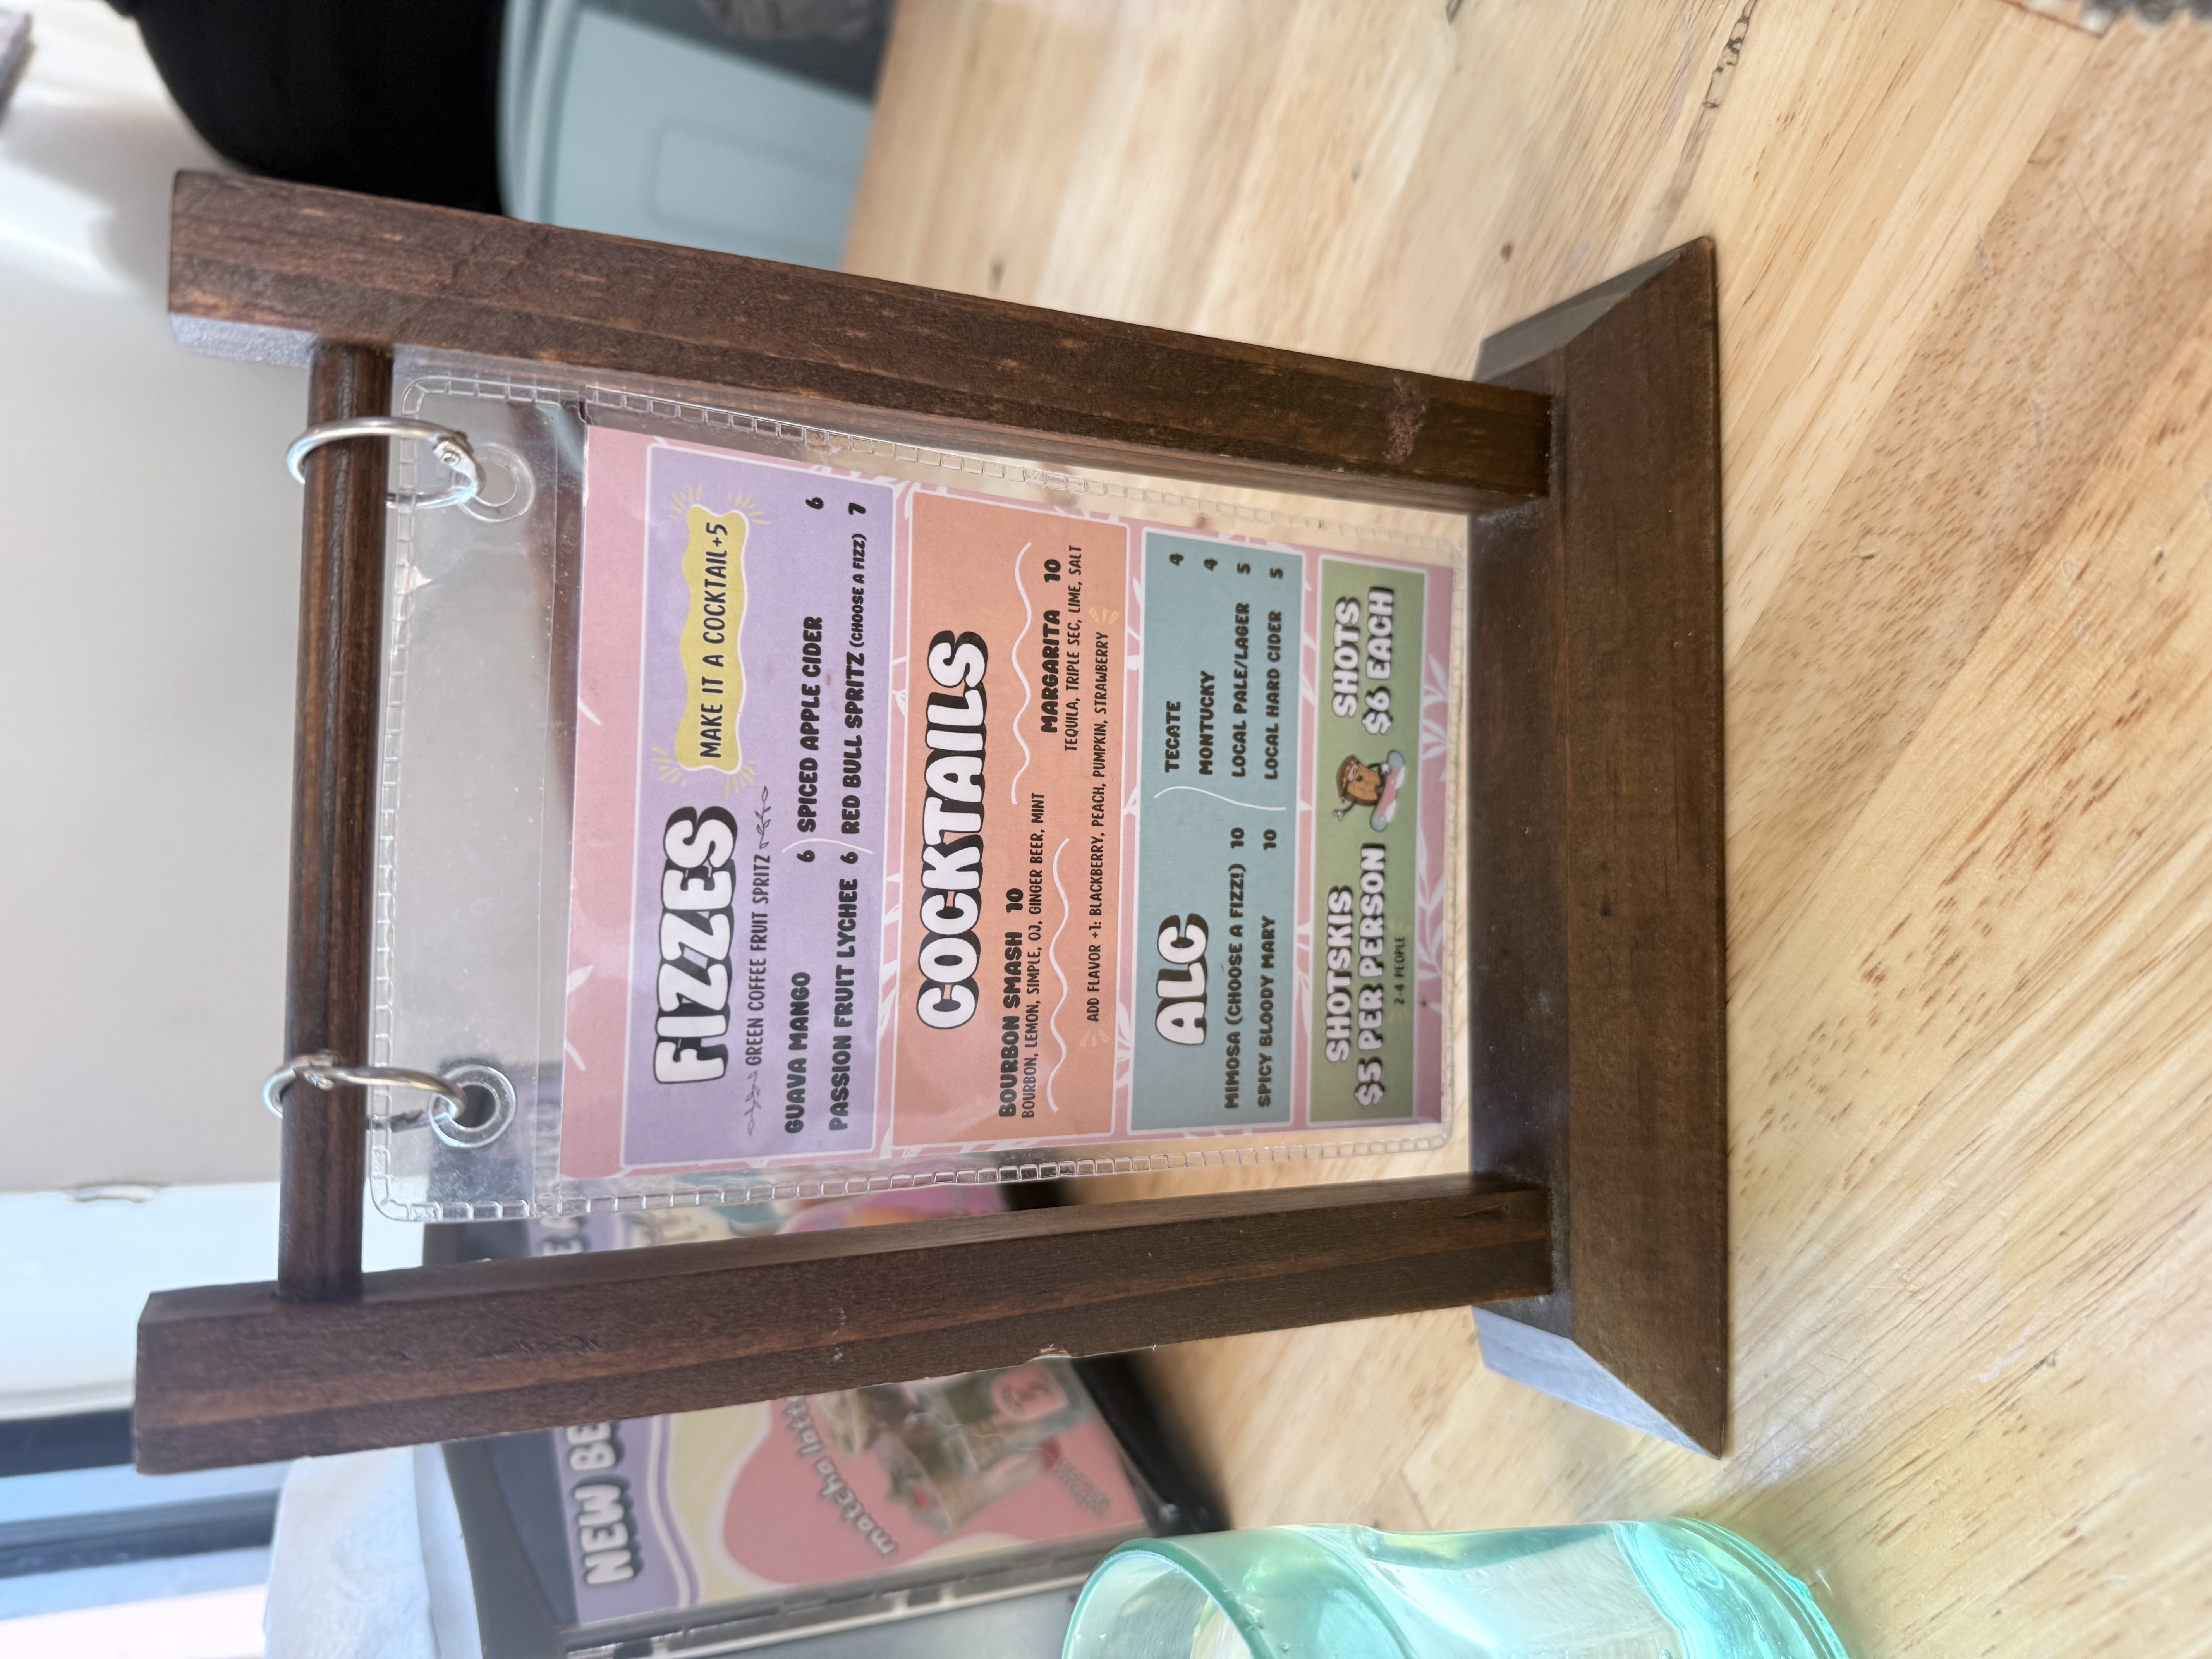 FIZZES
MAKE IT A COCKTAIL +5
GREEN COFFEE FRUIT SPRITZ
GUAVA MANGO 6
PASSION FRUIT LYCHEE 6
SPICED APPLE CIDER 6
RED BULL SPRITZ (CHOOSE A FIZZ) 7
COCKTAILS
BOURBON SMASH 10
BOURBON, LEMON, SIMPLE, OJ, GINGER BEER, MINT
MARGARITA 10
TEQUILA, TRIPLE SEC, LIME, SALT
ADD FLAVOR +1: BLACKBERRY, PEACH, PUMPKIN, STRAWBERRY
ALC
MIMOSA (CHOOSE A FIZZ!) 10
SPICY BLOODY MARY 10
TECATE 4
MONTUCKY 4
LOCAL PALE/LAGER 5
LOCAL HARD CIDER 5
SHOTSKIS
$5 PER PERSON
2-4 PEOPLE
SHOTS
$6 EACH
NEW BE
matcha latt